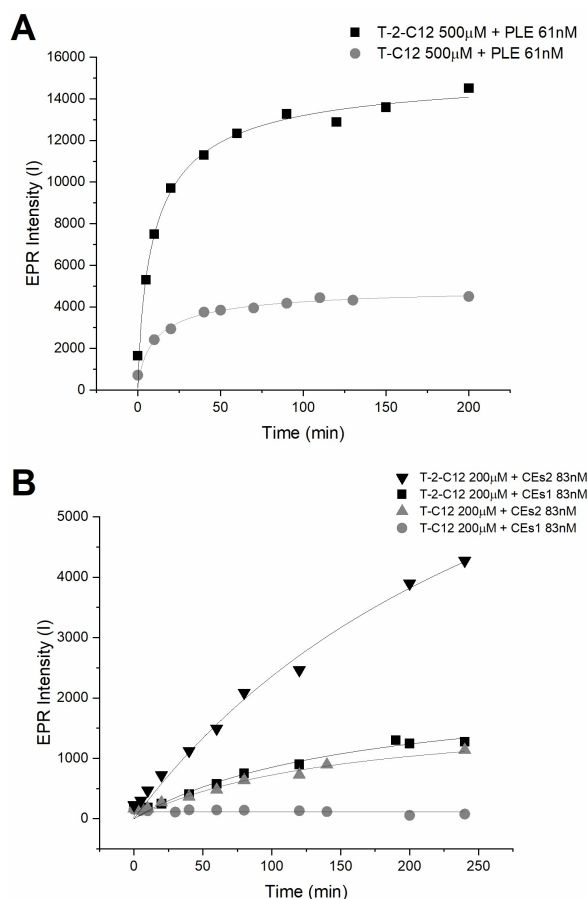 A
T-2-C12 500μM + PLE 61nM
T-C12 500μM + PLE 61nM
16000
14000
12000
10000
8000
6000
4000
2000
0
EPR Intensity (I)
0 50 100 150 200
Time (min)
B
T-2-C12 200μM + CEs2 83nM
T-2-C12 200μM + CEs1 83nM
T-C12 200μM + CEs2 83nM
T-C12 200μM + CEs1 83nM
5000
4000
3000
2000
1000
0
EPR Intensity (I)
0 50 100 150 200 250
Time (min)